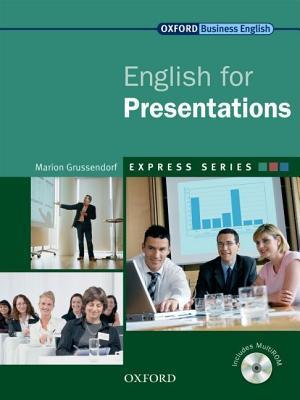 OXFORD Business English
English for
Presentations
Marion Grussendorf
EXPRESS SERIES
Includes MultiROM
OXFORD